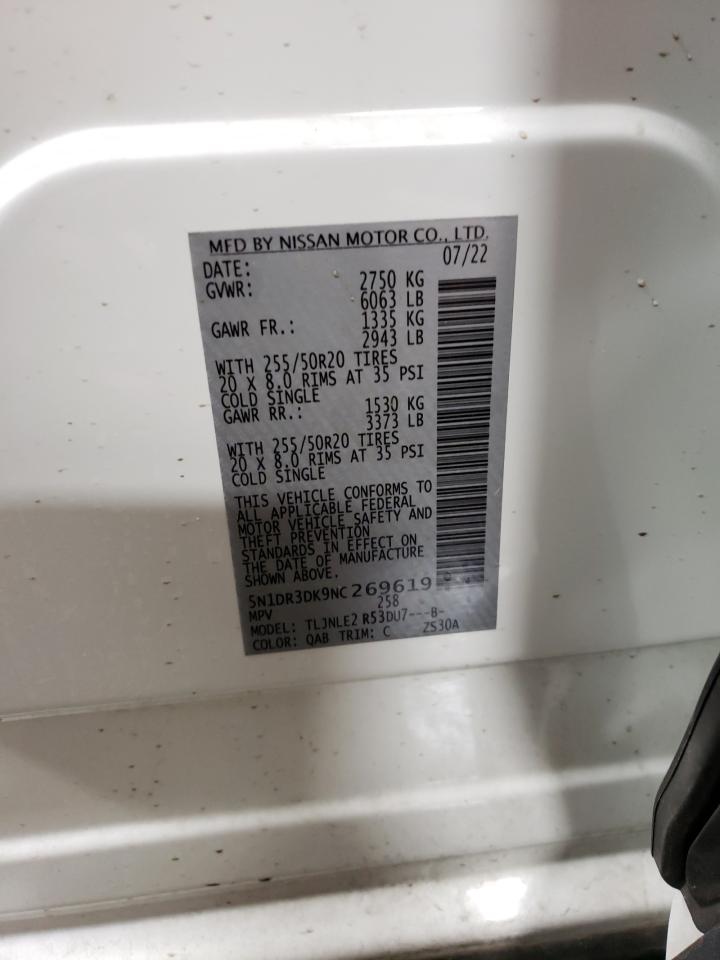 MFD BY NISSAN MOTOR CO., LTD.
DATE: 07/22
GVWR: 2750 KG
6063 LB
GAWR FR.: 1335 KG
2943 LB
WITH 255/50R20 TIRES
20 X 8.0 RIMS AT 35 PSI
COLD SINGLE
GAWR RR.: 1530 KG
3373 LB
WITH 255/50R20 TIRES
20 X 8.0 RIMS AT 35 PSI
COLD SINGLE
THIS VEHICLE CONFORMS TO
ALL APPLICABLE FEDERAL
MOTOR VEHICLE SAFETY AND
THEFT PREVENTION
STANDARDS IN EFFECT ON
THE DATE OF MANUFACTURE
SHOWN ABOVE.
5N1DR3DK9NC269619
MPV 258
MODEL: TLJNLE2 R53DU7---B-
COLOR: QAB TRIM: C ZS30A